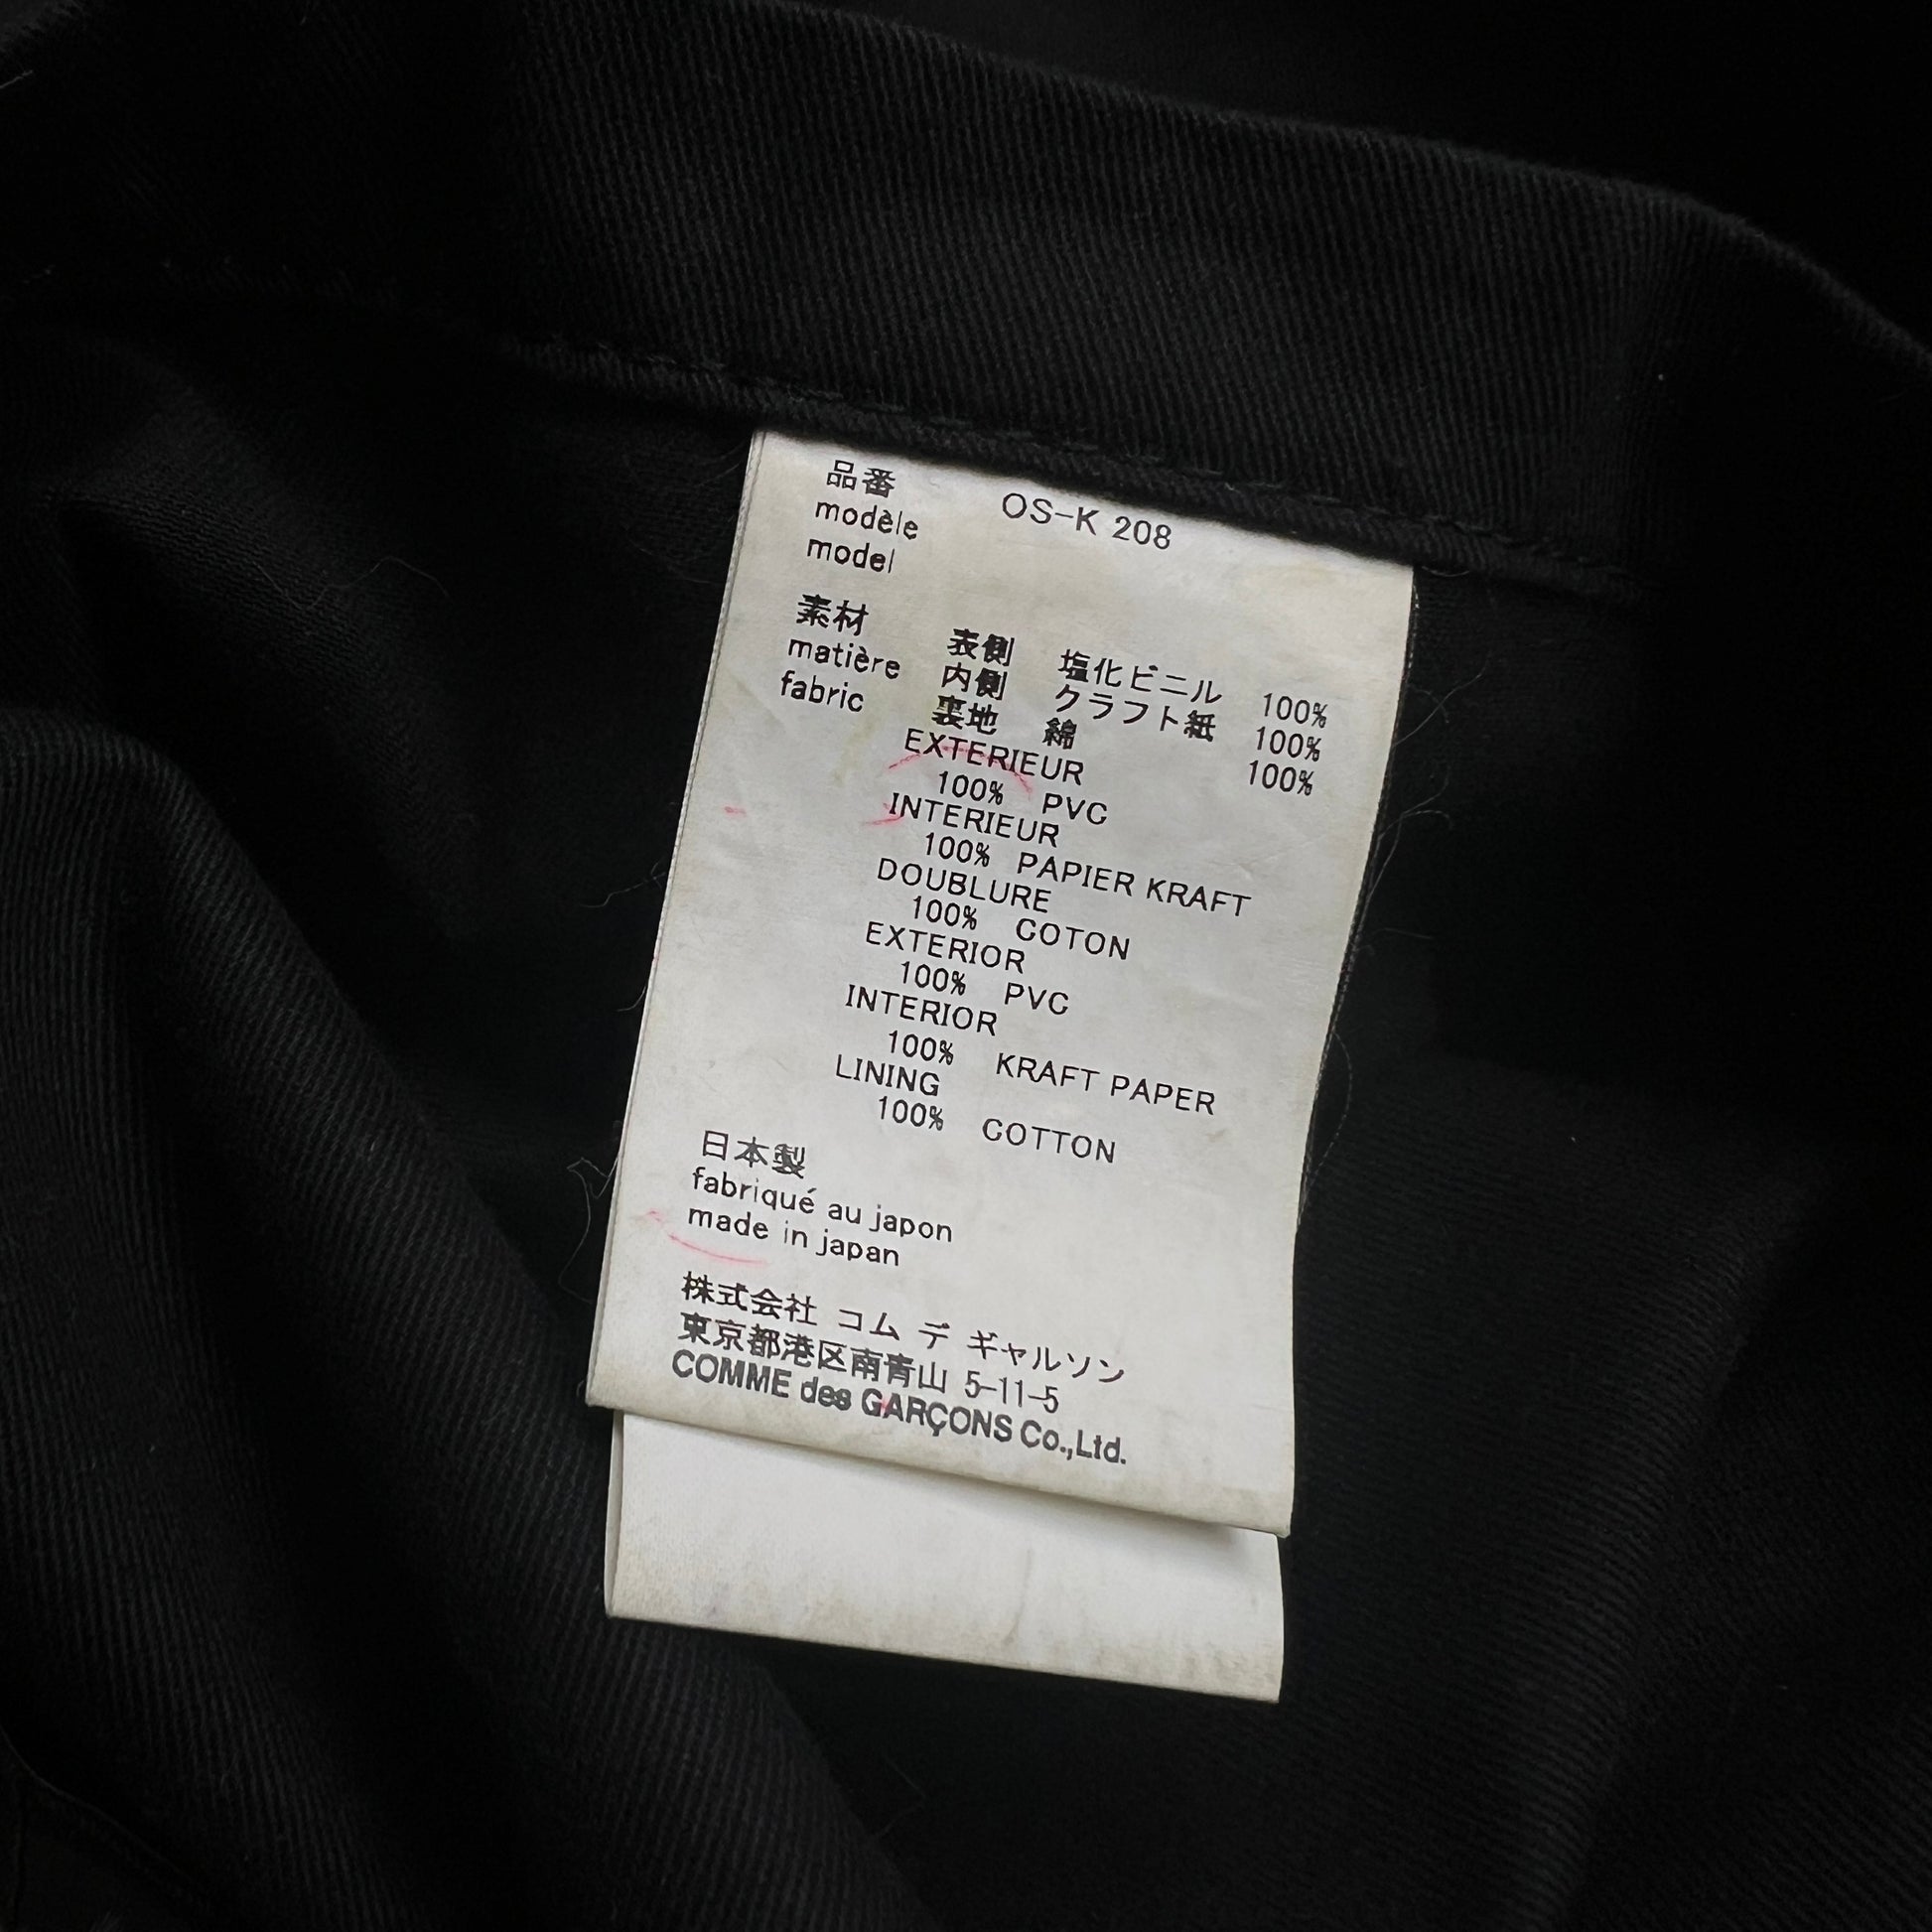 品番 OS-K 208
modèle
model
素材 表側 塩化ビニル 100%
matière 内側 クラフト紙 100%
fabric 裏地 綿 100%
EXTERIEUR
100% PVC
INTERIEUR
100% PAPIER KRAFT
DOUBLURE
100% COTON
EXTERIOR
100% PVC
INTERIOR
100% KRAFT PAPER
LINING
100% COTTON
日本製
fabriqué au japon
made in japan
株式会社 コム デ ギャルソン
東京都港区南青山 5-11-5
COMME des GARÇONS Co.,Ltd.